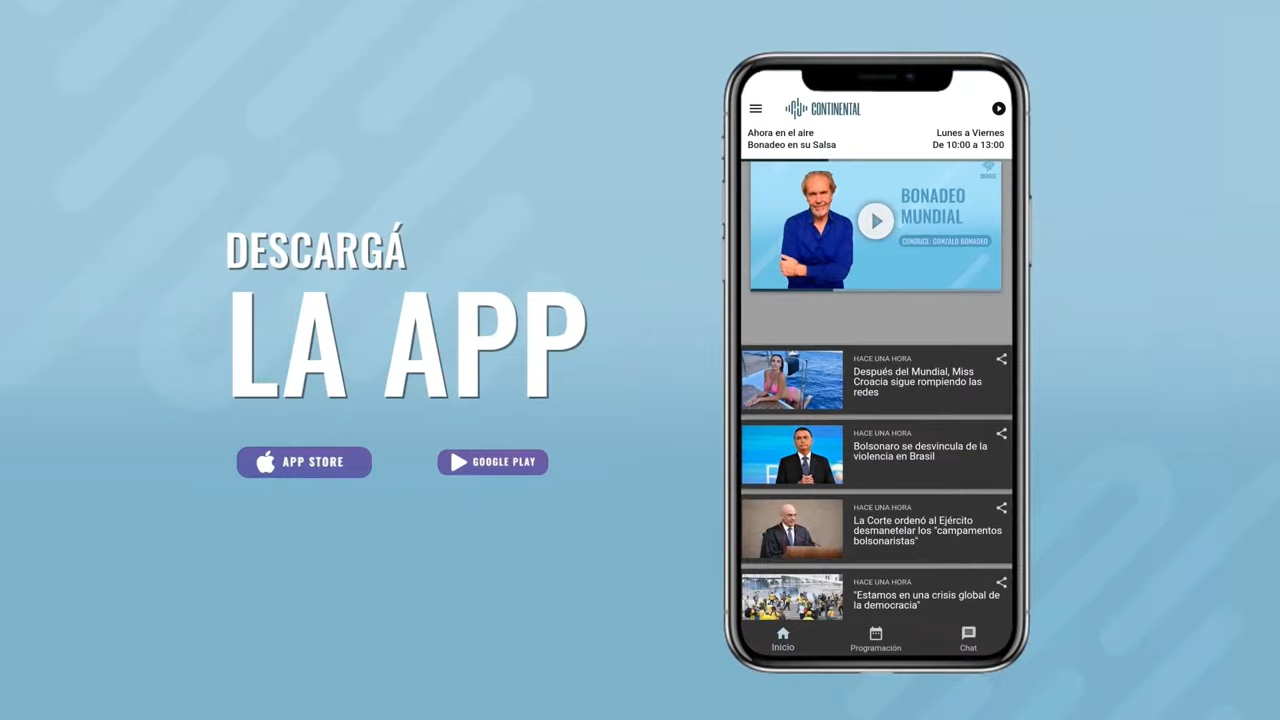 DESCARGÁ
LA APP
APP STORE
GOOGLE PLAY
CONTINENTAL
Ahora en el aire
Bonadeo en su Salsa
Lunes a Viernes
De 10:00 a 13:00
BONADEO
MUNDIAL
CONDUCE: GONZALO BONADEO
HACE UNA HORA
Después del Mundial, Miss
Croacia sigue rompiendo las
redes
HACE UNA HORA
Bolsonaro se desvincula de la
violencia en Brasil
HACE UNA HORA
La Corte ordenó al Ejército
desmanetelar los "campamentos
bolsonaristas"
HACE UNA HORA
"Estamos en una crisis global de
la democracia"
Inicio
Programación
Chat